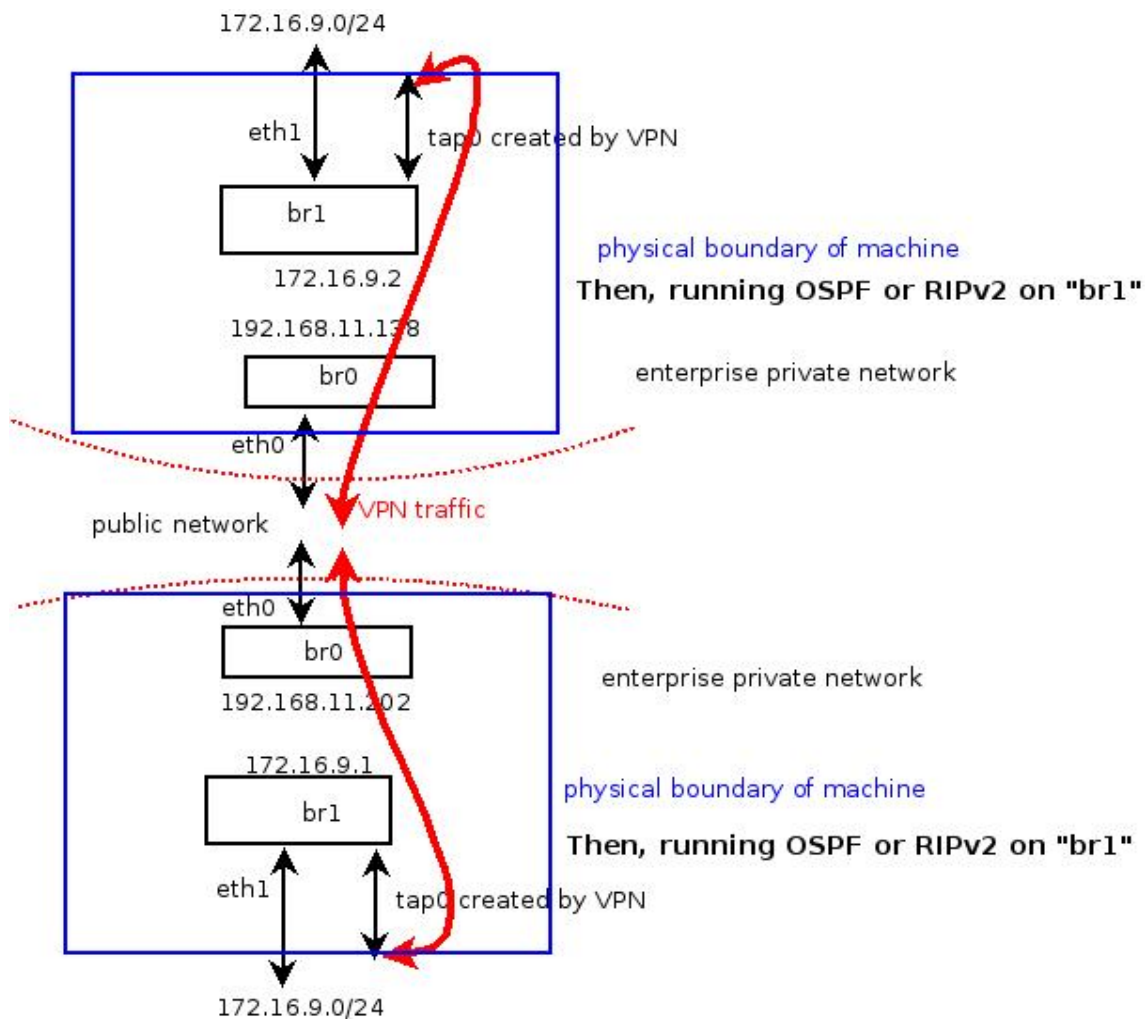 172.16.9.0/24
eth1
tap0 created by VPN
br1
physical boundary of machine
172.16.9.2
Then, running OSPF or RIPv2 on "br1"
192.168.11.138
br0
enterprise private network
eth0
VPN traffic
public network
eth0
br0
enterprise private network
192.168.11.202
172.16.9.1
physical boundary of machine
br1
Then, running OSPF or RIPv2 on "br1"
eth1
tap0 created by VPN
172.16.9.0/24